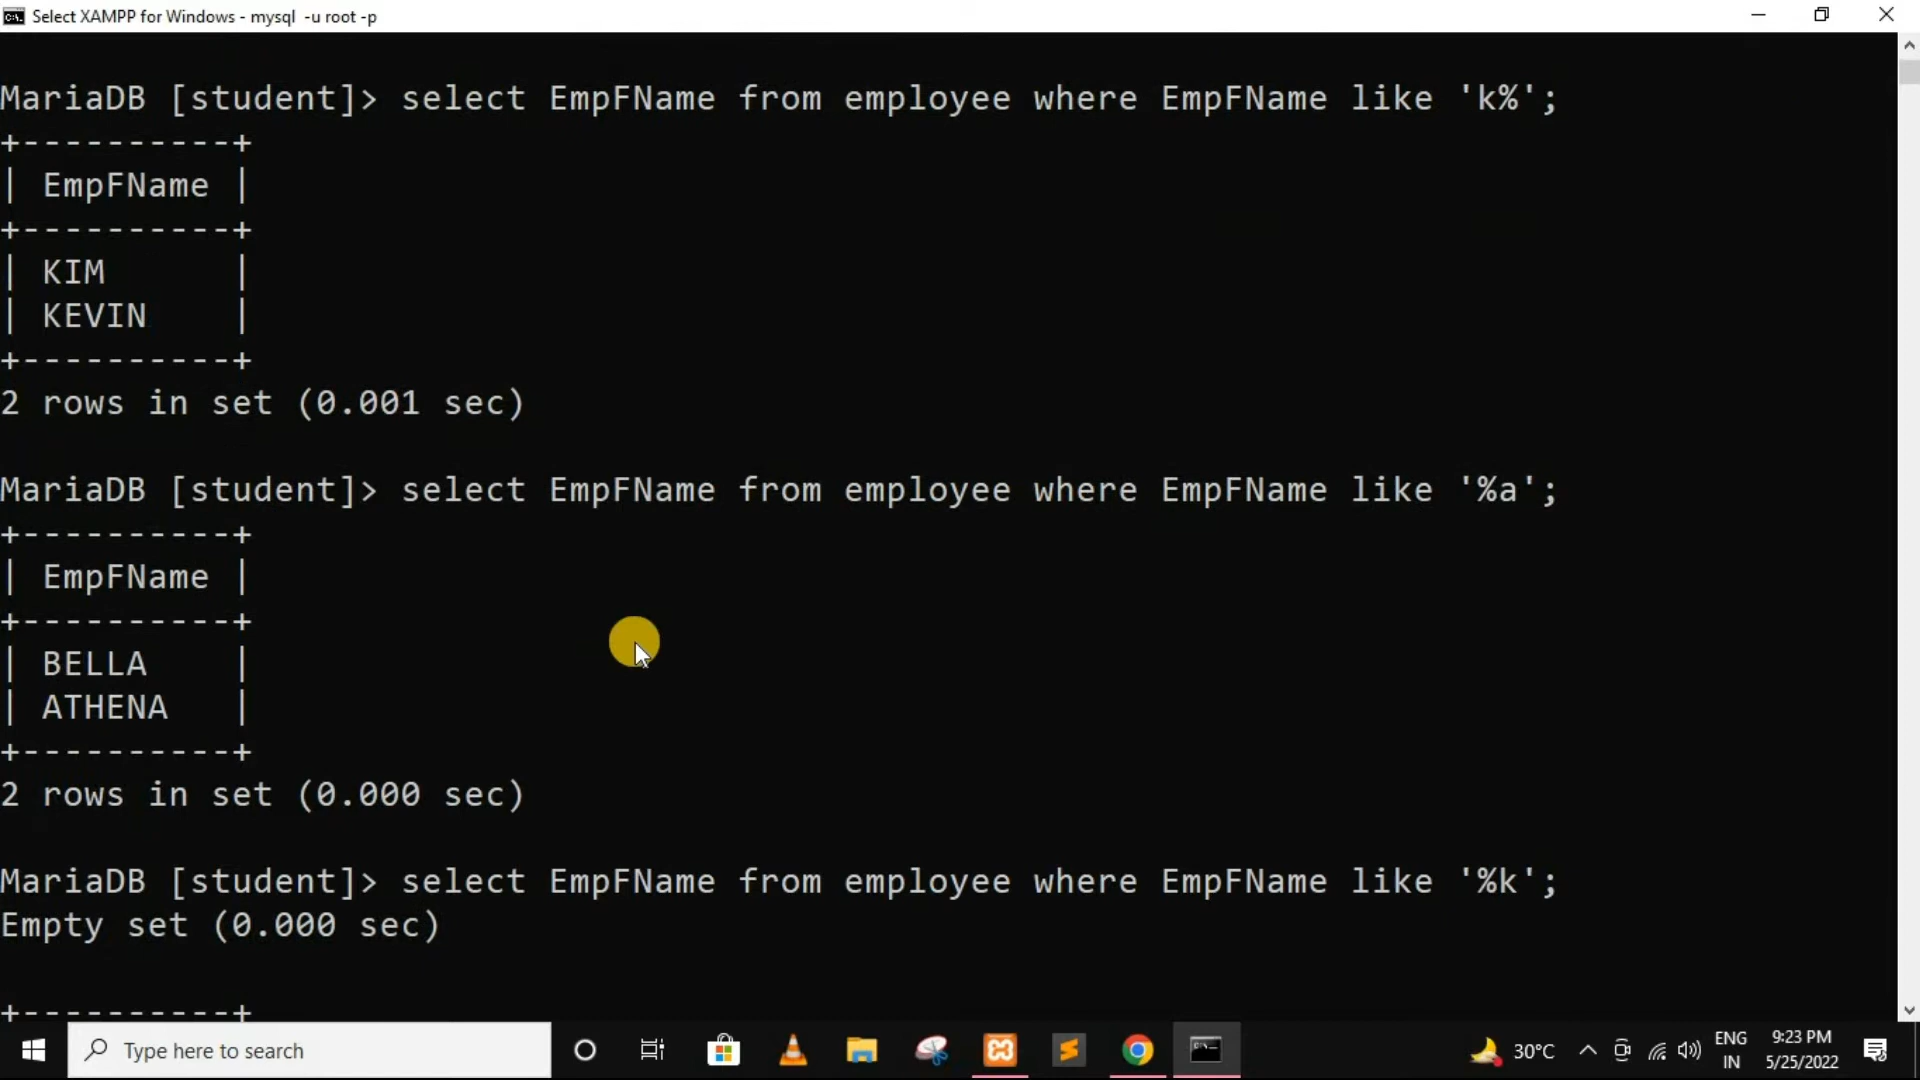 Select XAMPP for Windows - mysql -u root -p
MariaDB [student]> select EmpFName from employee where EmpFName like 'k%';
+----------+
| EmpFName |
+----------+
| KIM      |
| KEVIN    |
+----------+
2 rows in set (0.001 sec)
MariaDB [student]> select EmpFName from employee where EmpFName like '%a';
+----------+
| EmpFName |
+----------+
| BELLA    |
| ATHENA   |
+----------+
2 rows in set (0.000 sec)
MariaDB [student]> select EmpFName from employee where EmpFName like '%k';
Empty set (0.000 sec)
+----------+
Type here to search
30°C
ENG
IN
9:23 PM
5/25/2022